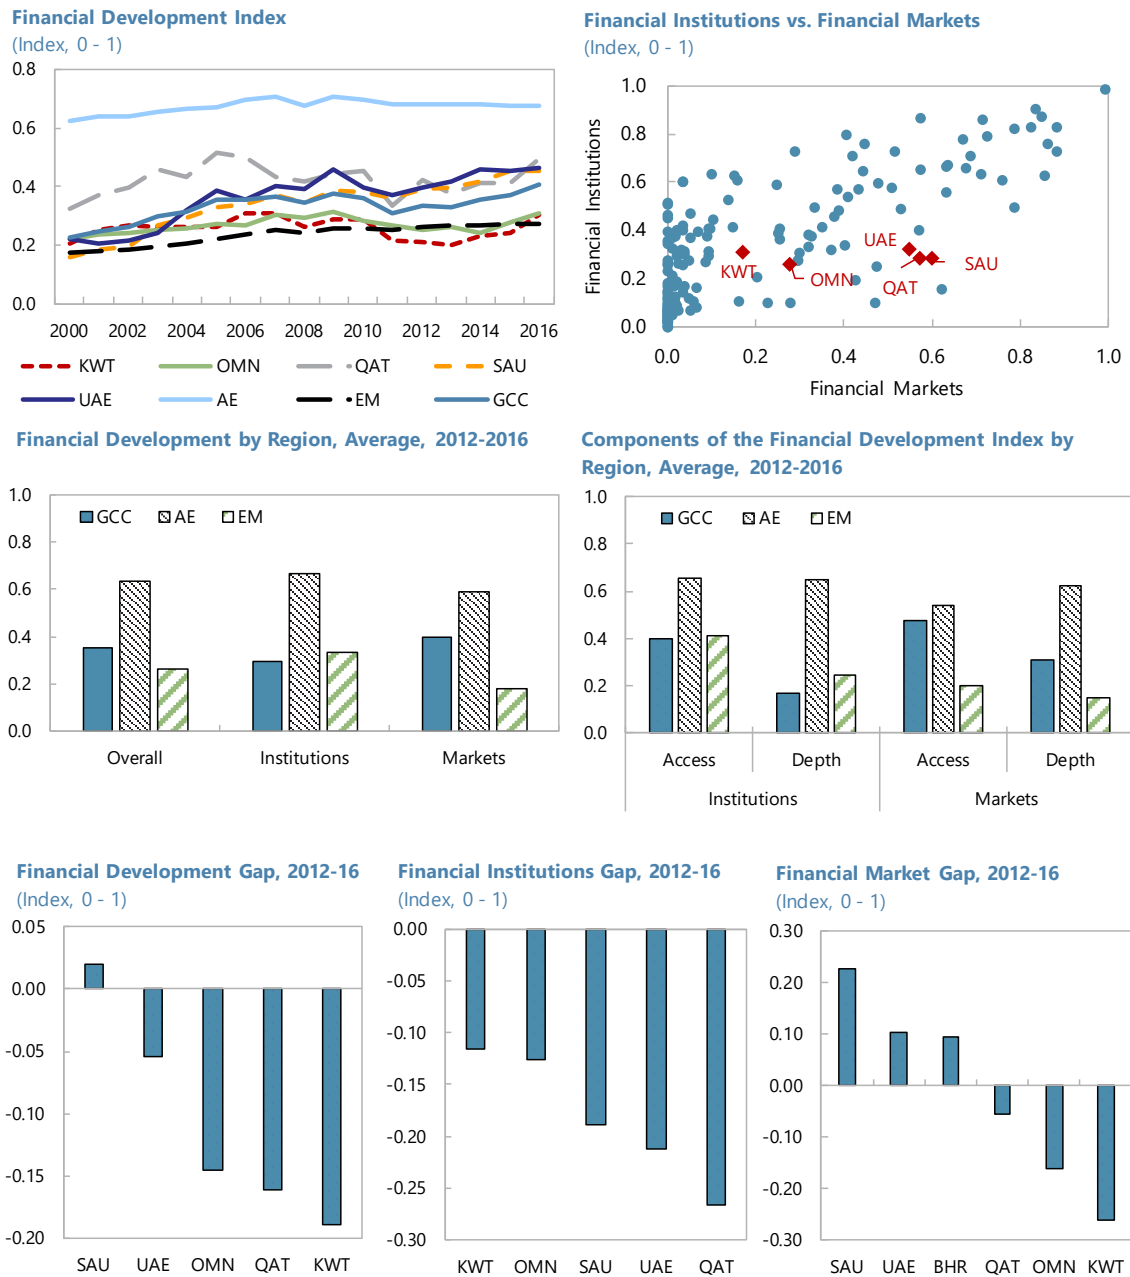 Financial Development Index
(Index, 0 - 1)
0.8
0.6
0.4
0.2
0.0
2000 2002 2004 2006 2008 2010 2012 2014 2016
KWT OMN QAT SAU
UAE AE EM GCC
Financial Institutions vs. Financial Markets
(Index, 0 - 1)
Financial Institutions
1.0
0.8
0.6
0.4
0.2
0.0
KWT
OMN
UAE
QAT
SAU
0.0 0.2 0.4 0.6 0.8 1.0
Financial Markets
Financial Development by Region, Average, 2012-2016
GCC AE EM
1.0
0.8
0.6
0.4
0.2
0.0
Overall Institutions Markets
Components of the Financial Development Index by
Region, Average, 2012-2016
GCC AE EM
1.0
0.8
0.6
0.4
0.2
0.0
Access Depth Access Depth
Institutions Markets
Financial Development Gap, 2012-16
(Index, 0 - 1)
0.05
0.00
-0.05
-0.10
-0.15
-0.20
SAU UAE OMN QAT KWT
Financial Institutions Gap, 2012-16
(Index, 0 - 1)
0.00
-0.05
-0.10
-0.15
-0.20
-0.25
-0.30
KWT OMN SAU UAE QAT
Financial Market Gap, 2012-16
(Index, 0 - 1)
0.30
0.20
0.10
0.00
-0.10
-0.20
-0.30
SAU UAE BHR QAT OMN KWT